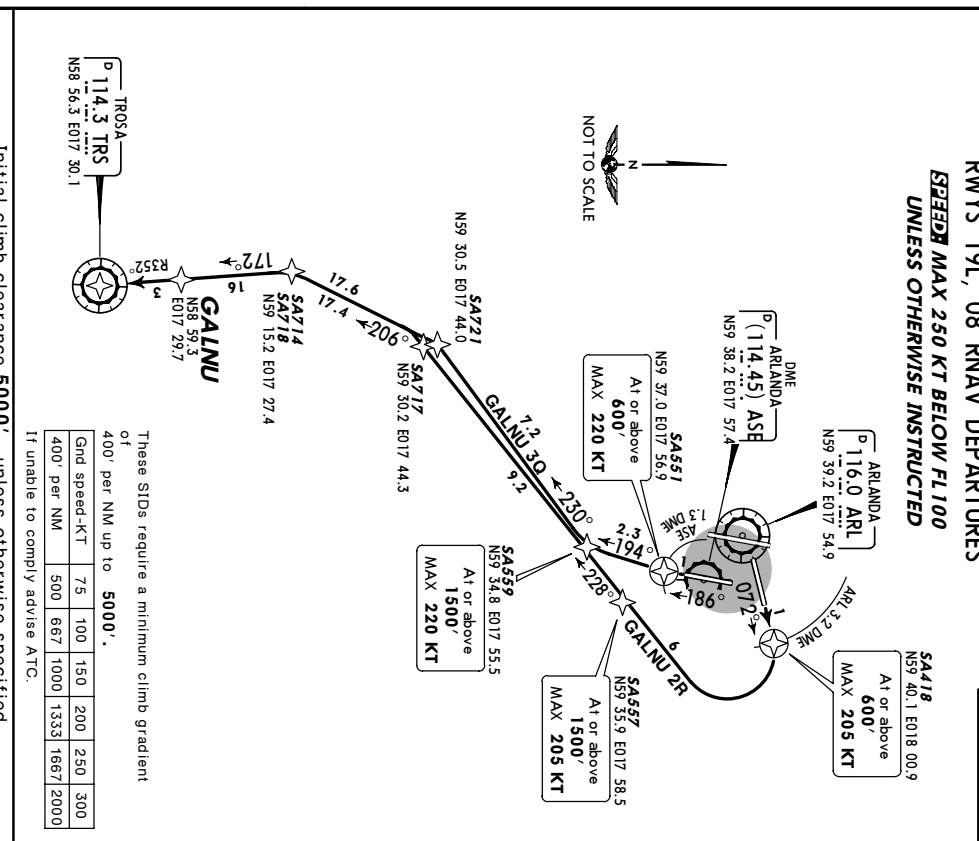 RWYS 19L, 08 RNAV DEPARTURES
SPEED: MAX 250 KT BELOW FL100
UNLESS OTHERWISE INSTRUCTED
ARLANDA
D 116.0 ARL
N59 39.2 E017 54.9
ARL 3.2 DME
SA418
N59 40.1 E018 00.9
At or above
600'
MAX 205 KT
DME
ARLANDA
D (114.45) ASE
N59 38.2 E017 57.4
072°
1
186°
ASE
1.3 DME
SA551
N59 37.0 E017 56.9
At or above
600'
MAX 220 KT
2.3
194°
GALNU 2R
6
SA557
N59 35.9 E017 58.5
At or above
1500'
MAX 205 KT
228°
SA559
N59 34.8 E017 55.5
At or above
1500'
MAX 220 KT
230°
7.2
GALNU 3Q
9.2
N
NOT TO SCALE
SA721
N59 30.5 E017 44.0
SA717
N59 30.2 E017 44.3
206°
17.6
17.4
SA714
SA718
N59 15.2 E017 27.4
172°
16
GALNU
N58 59.3
E017 29.7
R352°
3
TROSA
D 114.3 TRS
N58 56.3 E017 30.1
These SIDs require a minimum climb gradient
of
400' per NM up to 5000'.
Gnd speed-KT 75 100 150 200 250 300
400' per NM 500 667 1000 1333 1667 2000
If unable to comply advise ATC.
Initial climb clearance 5000' unless otherwise specified